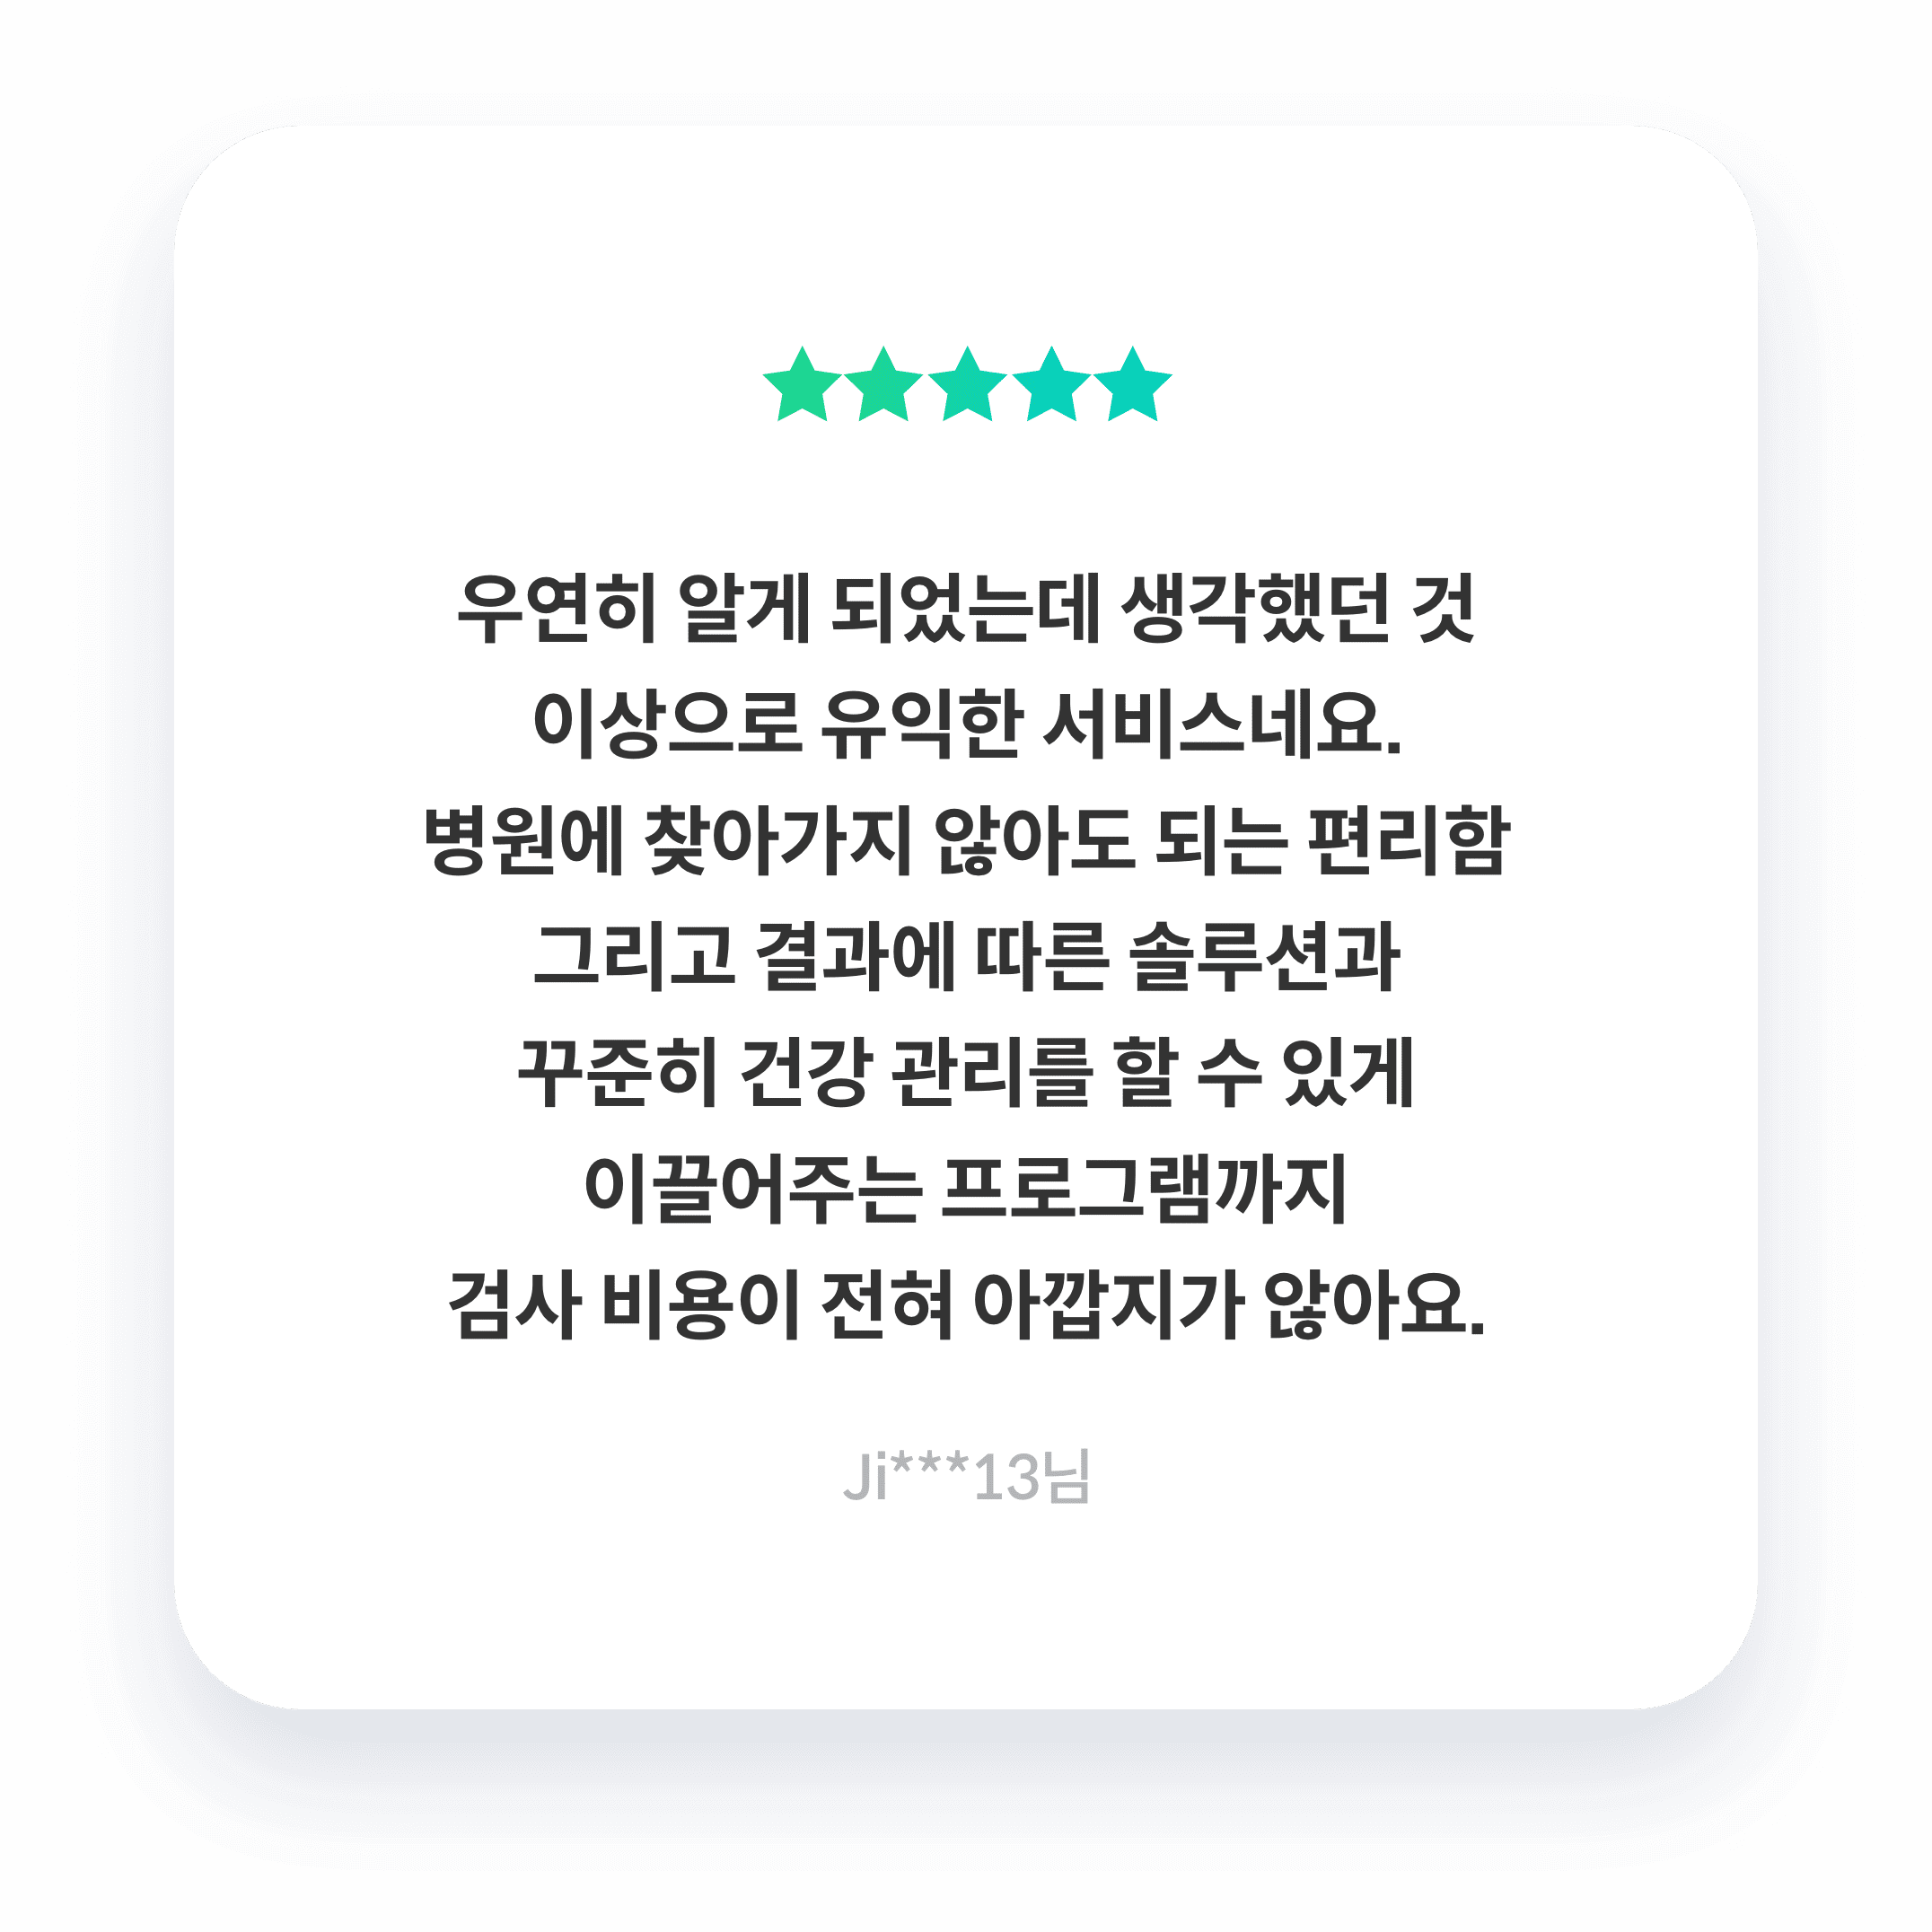 우연히 알게 되었는데 생각했던 것
이상으로 유익한 서비스네요.
병원에 찾아가지 않아도 되는 편리함
그리고 결과에 따른 솔루션과
꾸준히 건강 관리를 할 수 있게
이끌어주는 프로그램까지
검사 비용이 전혀 아깝지가 않아요.
Ji***13님